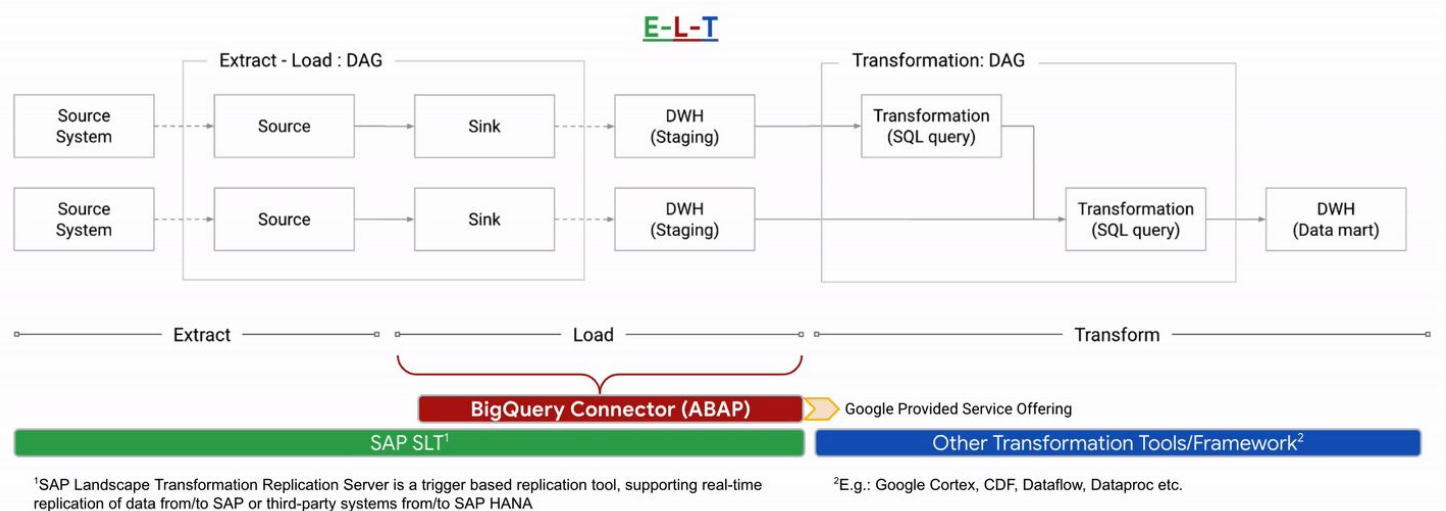 E-L-T
Extract - Load : DAG
Transformation: DAG
Source
System
Source
Sink
DWH
(Staging)
Transformation
(SQL query)
Source
System
Source
Sink
DWH
(Staging)
Transformation
(SQL query)
DWH
(Data mart)
Extract
Load
Transform
BigQuery Connector (ABAP)
Google Provided Service Offering
SAP SLT¹
Other Transformation Tools/Framework²
¹SAP Landscape Transformation Replication Server is a trigger based replication tool, supporting real-time
replication of data from/to SAP or third-party systems from/to SAP HANA
²E.g.: Google Cortex, CDF, Dataflow, Dataproc etc.